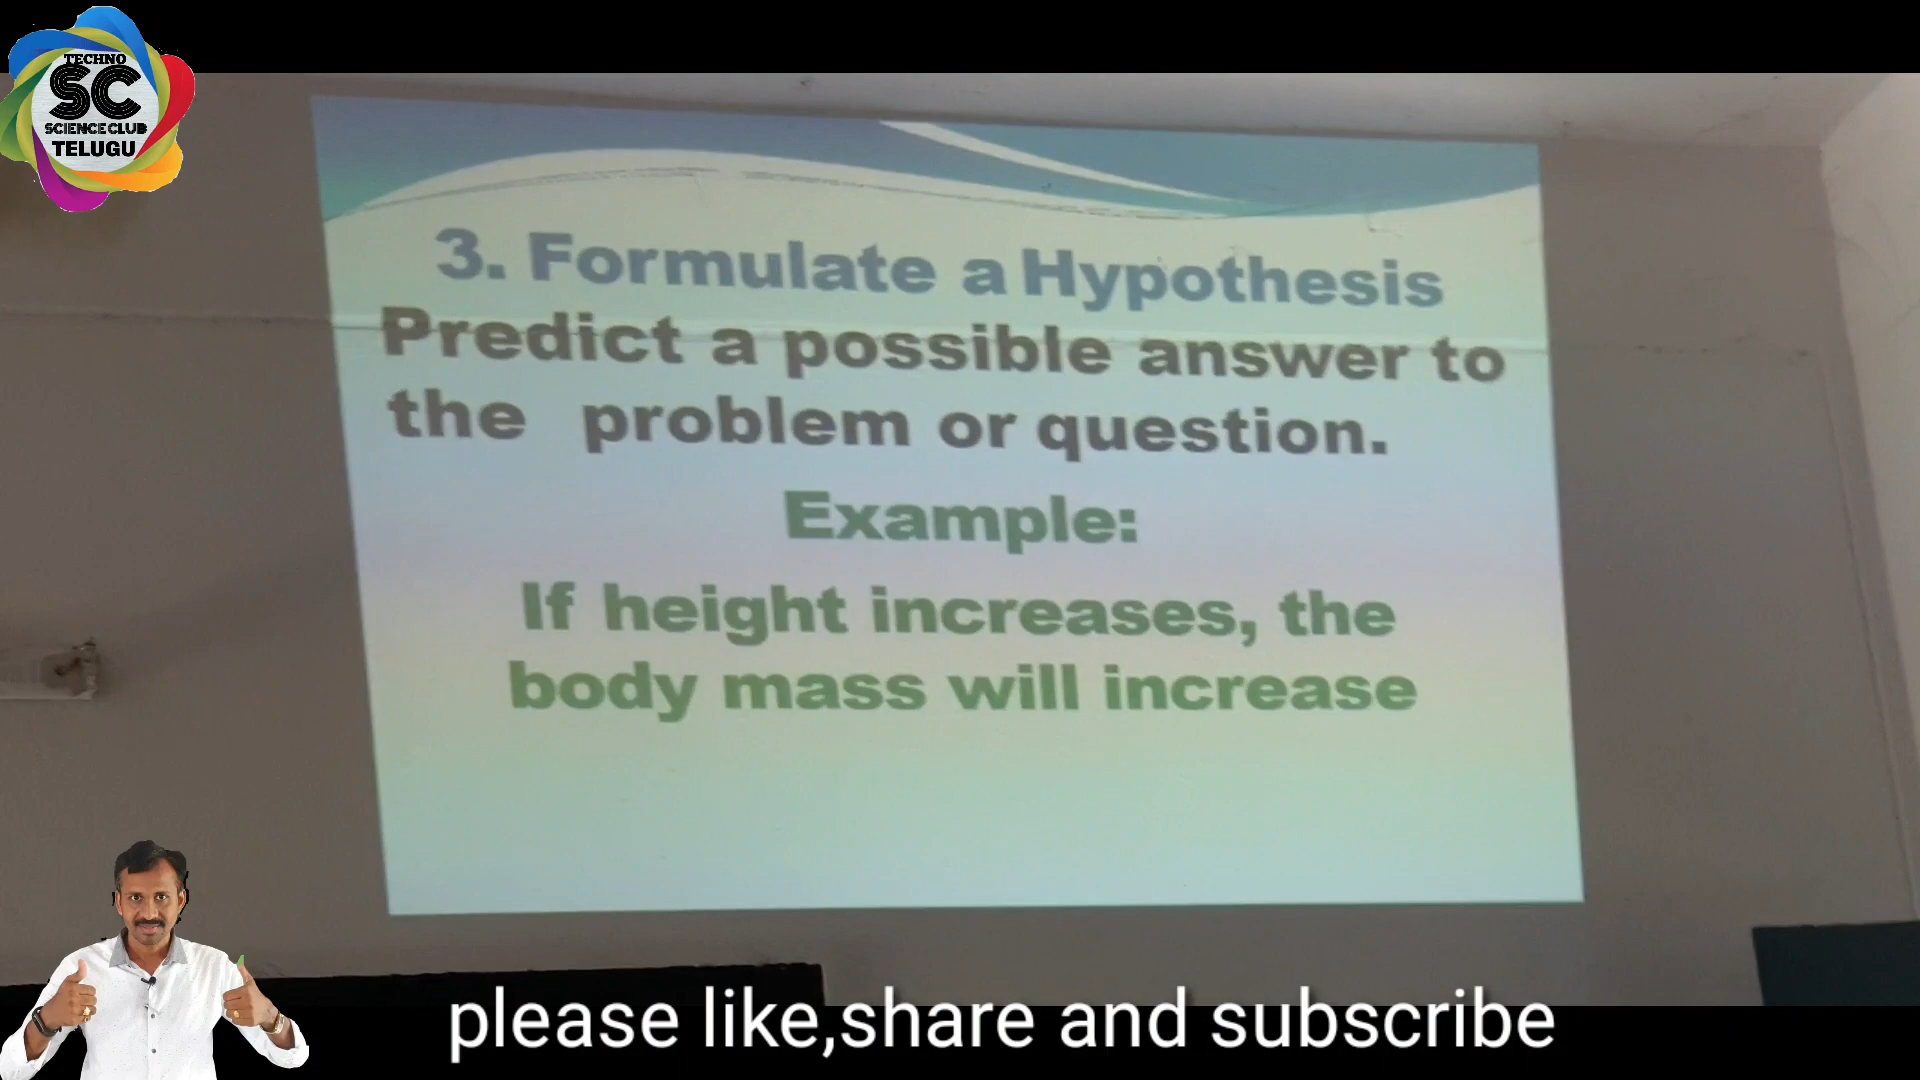 TECHNO
SC
SCIENCE CLUB
TELUGU
3. Formulate a Hypothesis
Predict a possible answer to
the problem or question.
Example:
If height increases, the
body mass will increase
please like,share and subscribe